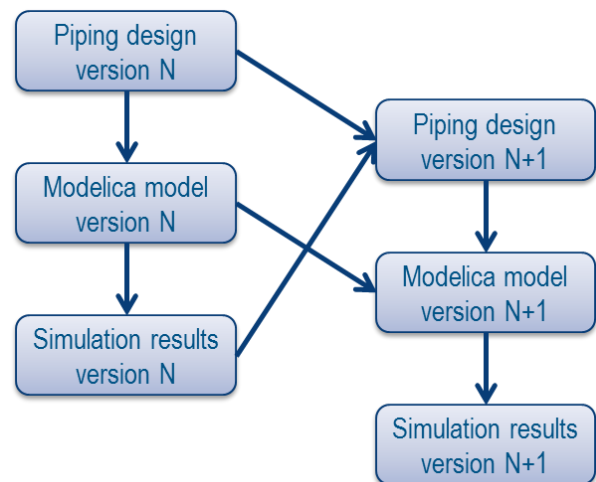 Piping design
version N
Modelica model
version N
Simulation results
version N
Piping design
version N+1
Modelica model
version N+1
Simulation results
version N+1